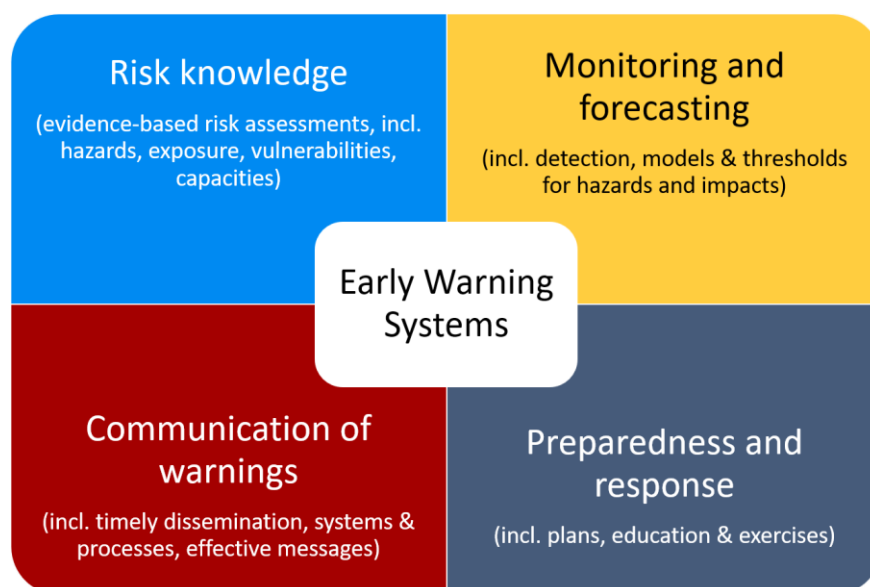 Risk knowledge
(evidence-based risk assessments, incl.
hazards, exposure, vulnerabilities,
capacities)
Monitoring and
forecasting
(incl. detection, models & thresholds
for hazards and impacts)
Early Warning
Systems
Communication of
warnings
(incl. timely dissemination, systems &
processes, effective messages)
Preparedness and
response
(incl. plans, education & exercises)